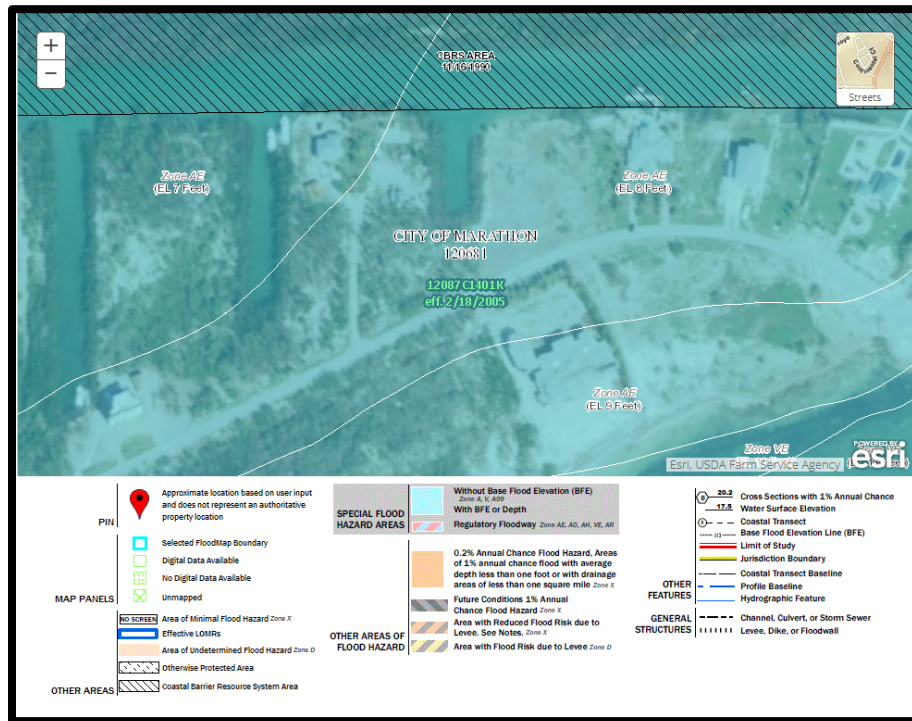 +
−
CBRS AREA
11/16/1990
Streets
Zone AE
(EL 7 Feet)
Zone AE
(EL 8 Feet)
CITY OF MARATHON
120681
12087C1401K
eff. 2/18/2005
Zone AE
(EL 9 Feet)
Zone VE
POWERED BY
esri
Esri, USDA Farm Service Agency
PIN
Approximate location based on user input
and does not represent an authoritative
property location
MAP PANELS
Selected FloodMap Boundary
Digital Data Available
No Digital Data Available
Unmapped
OTHER AREAS
NO SCREEN Area of Minimal Flood Hazard Zone X
Effective LOMRs
Area of Undetermined Flood Hazard Zone D
Otherwise Protected Area
Coastal Barrier Resource System Area
SPECIAL FLOOD
HAZARD AREAS
Without Base Flood Elevation (BFE)
Zone A, V, A99
With BFE or Depth
Regulatory Floodway Zone AE, AO, AH, VE, AR
OTHER AREAS OF
FLOOD HAZARD
0.2% Annual Chance Flood Hazard, Areas
of 1% annual chance flood with average
depth less than one foot or with drainage
areas of less than one square mile Zone X
Future Conditions 1% Annual
Chance Flood Hazard Zone X
Area with Reduced Flood Risk due to
Levee. See Notes. Zone X
Area with Flood Risk due to Levee Zone D
OTHER
FEATURES
20.2 Cross Sections with 1% Annual Chance
17.5 Water Surface Elevation
Coastal Transect
Base Flood Elevation Line (BFE)
Limit of Study
Jurisdiction Boundary
Coastal Transect Baseline
Profile Baseline
Hydrographic Feature
GENERAL
STRUCTURES
Channel, Culvert, or Storm Sewer
Levee, Dike, or Floodwall